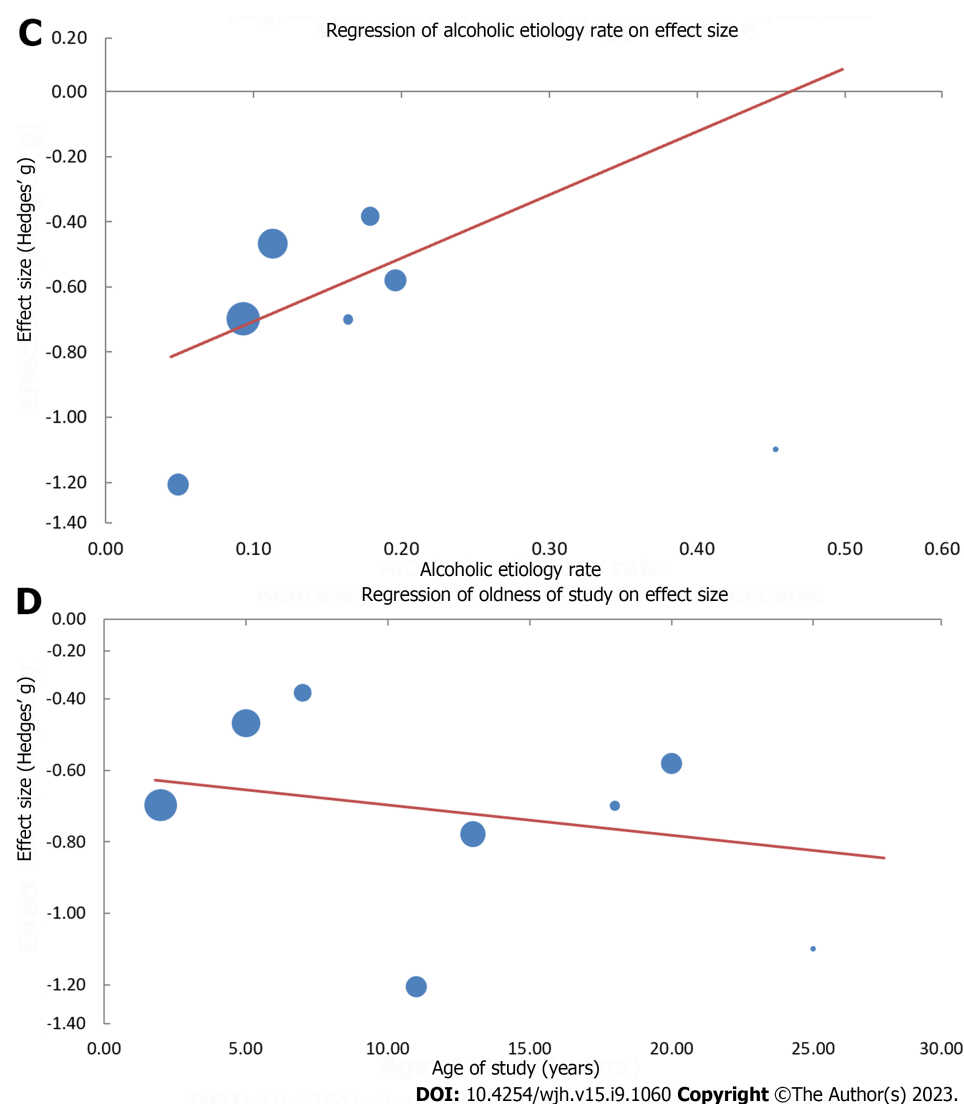 C
Regression of alcoholic etiology rate on effect size
0.20
0.00
-0.20
-0.40
-0.60
-0.80
-1.00
-1.20
-1.40
Effect size (Hedges’ g)
0.00 0.10 0.20 0.30 0.40 0.50 0.60
Alcoholic etiology rate
D
Regression of oldness of study on effect size
0.00
-0.20
-0.40
-0.60
-0.80
-1.00
-1.20
-1.40
Effect size (Hedges’ g)
0.00 5.00 10.00 15.00 20.00 25.00 30.00
Age of study (years)
DOI: 10.4254/wjh.v15.i9.1060 Copyright ©The Author(s) 2023.